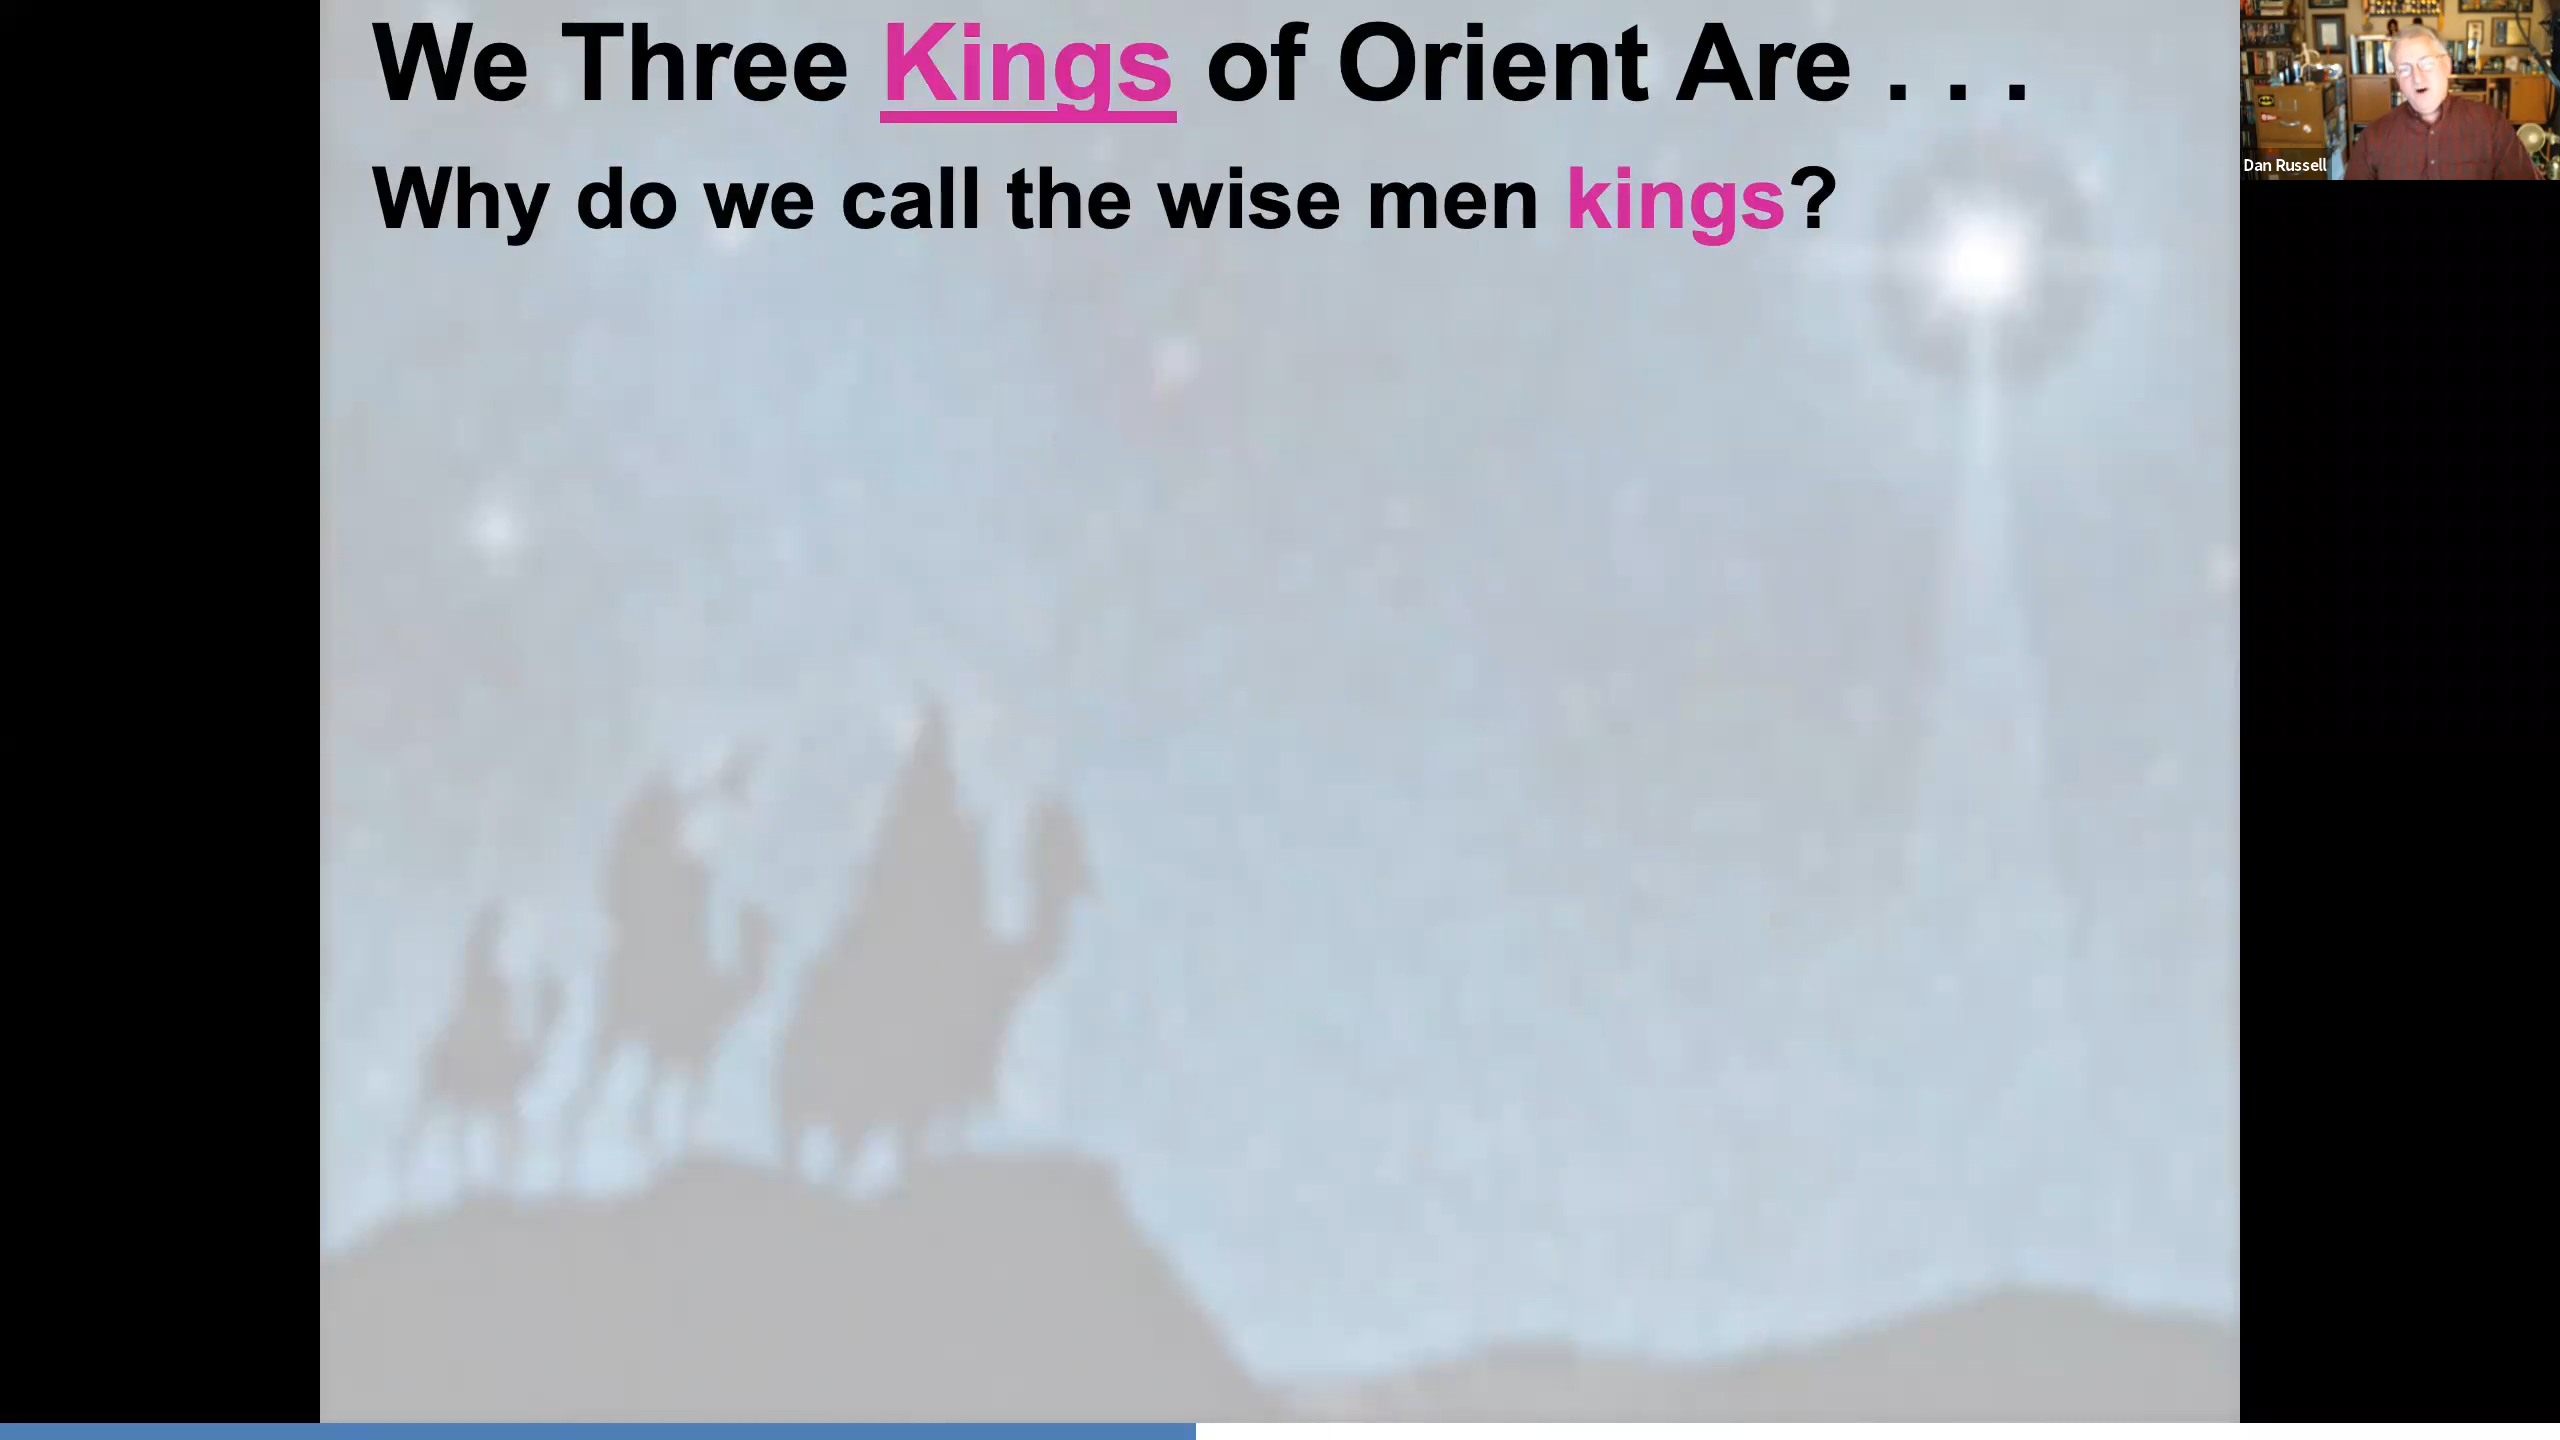 We Three Kings of Orient Are . . .
Why do we call the wise men kings?
Dan Russell